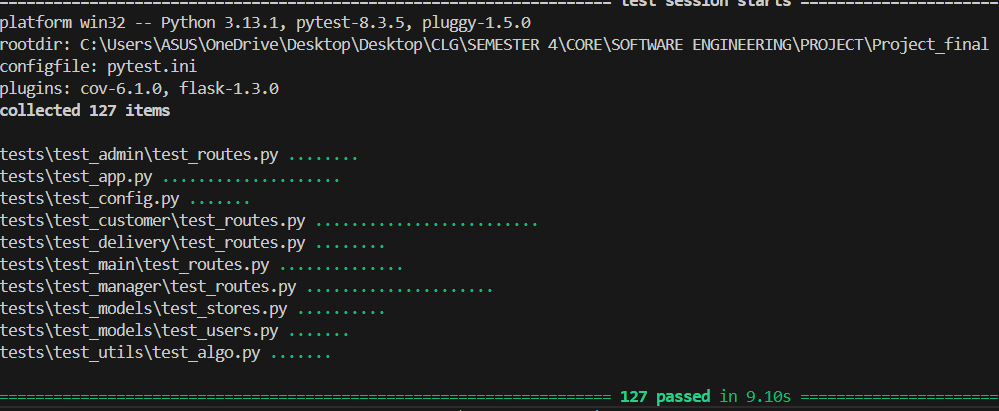 ==================================================================== test session starts ======================
platform win32 -- Python 3.13.1, pytest-8.3.5, pluggy-1.5.0
rootdir: C:\Users\ASUS\OneDrive\Desktop\Desktop\CLG\SEMESTER 4\CORE\SOFTWARE ENGINEERING\PROJECT\Project_final
configfile: pytest.ini
plugins: cov-6.1.0, flask-1.3.0
collected 127 items
tests\test_admin\test_routes.py ........
tests\test_app.py ....................
tests\test_config.py .......
tests\test_customer\test_routes.py .........................
tests\test_delivery\test_routes.py ........
tests\test_main\test_routes.py ..............
tests\test_manager\test_routes.py .....................
tests\test_models\test_stores.py ..........
tests\test_models\test_users.py .......
tests\test_utils\test_algo.py .......
==================================================================== 127 passed in 9.10s ======================